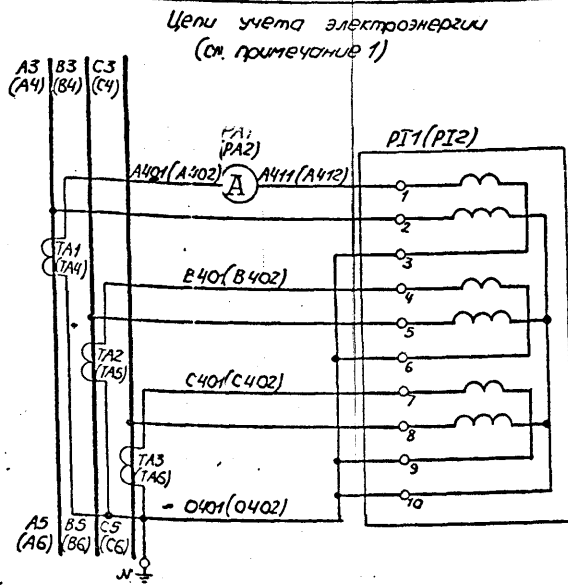 Цепи учета электроэнергии
(см. примечание 1)
A3 B3 C3
(A4) (B4) (C4)
PA1
(PA2)
PI1(PI2)
A401(A402)
A
A411(A412)
1
2
TA1
(TA4)
3
B401(B402)
4
5
TA2
(TA5)
6
C401(C402)
7
8
TA3
(TA6)
9
0401(0402)
10
A5 B5 C5
(A6) (B6) (C6)
N